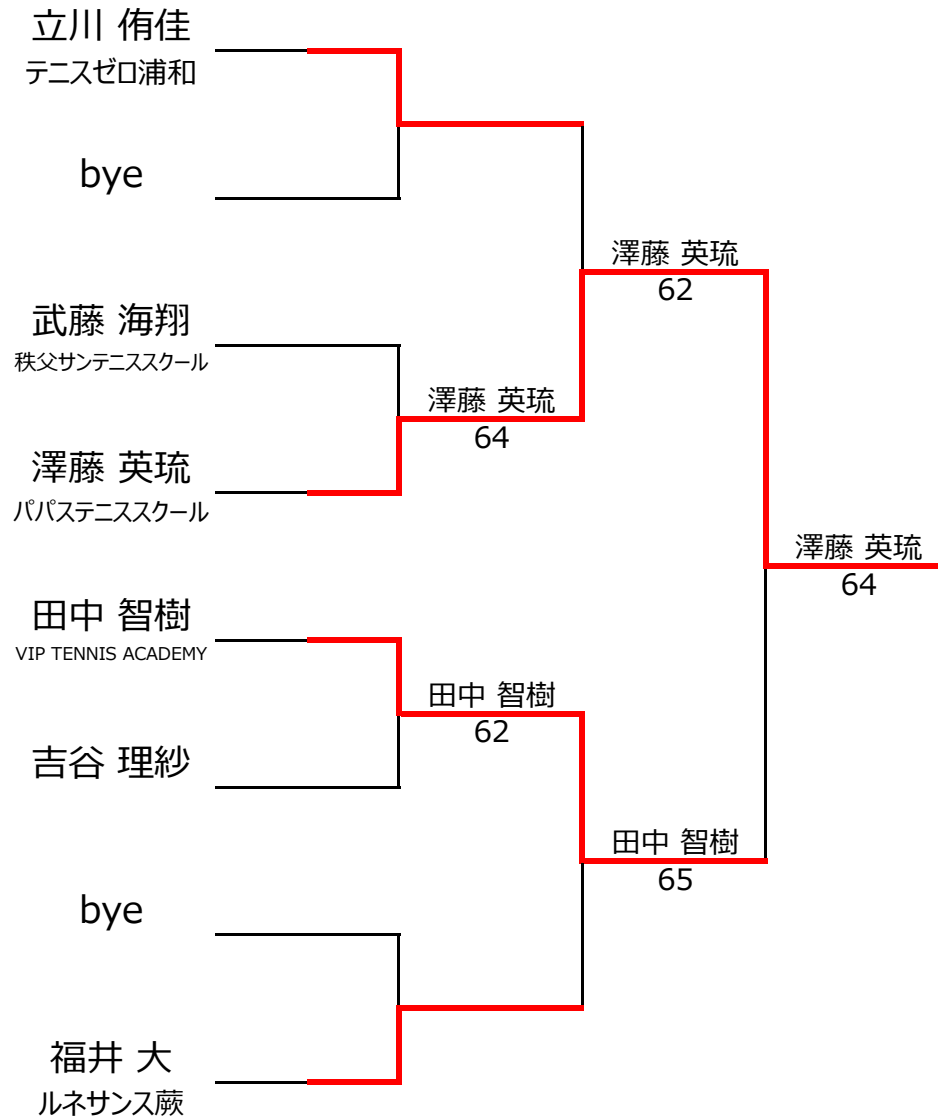 立川 侑佳
テニスゼロ浦和
bye
武藤 海翔
秩父サンテニススクール
澤藤 英琉
パパステニススクール
田中 智樹
VIP TENNIS ACADEMY
吉谷 理紗
bye
福井 大
ルネサンス蕨
澤藤 英琉
64
田中 智樹
62
澤藤 英琉
62
田中 智樹
65
澤藤 英琉
64